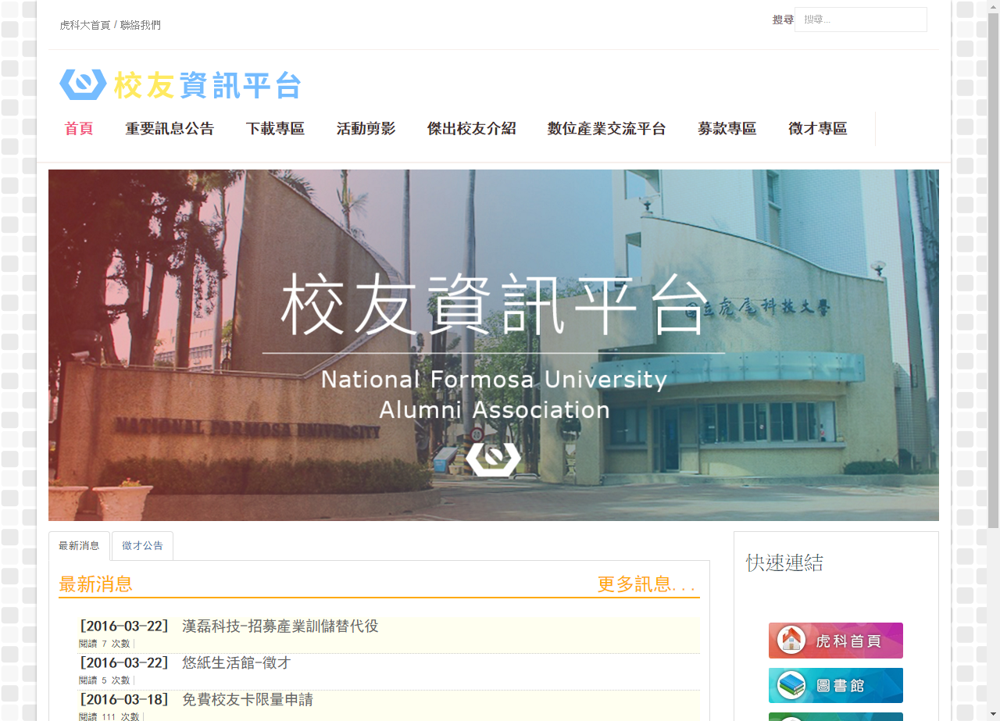 虎科大首頁 / 聯絡我們
搜尋 搜尋...
校友資訊平台
首頁 重要訊息公告 下載專區 活動剪影 傑出校友介紹 數位產業交流平台 募款專區 徵才專區
國立虎尾科技大學
校友資訊平台
National Formosa University
Alumni Association
NATIONAL FORMOSA UNIVERSITY
最新消息 徵才公告
最新消息 更多訊息...
[2016-03-22] 漢磊科技-招募產業訓儲替代役
閱讀 7 次數
[2016-03-22] 悠紙生活館-徵才
閱讀 5 次數
[2016-03-18] 免費校友卡限量申請
閱讀 111 次數
快速連結
虎科首頁
圖書館